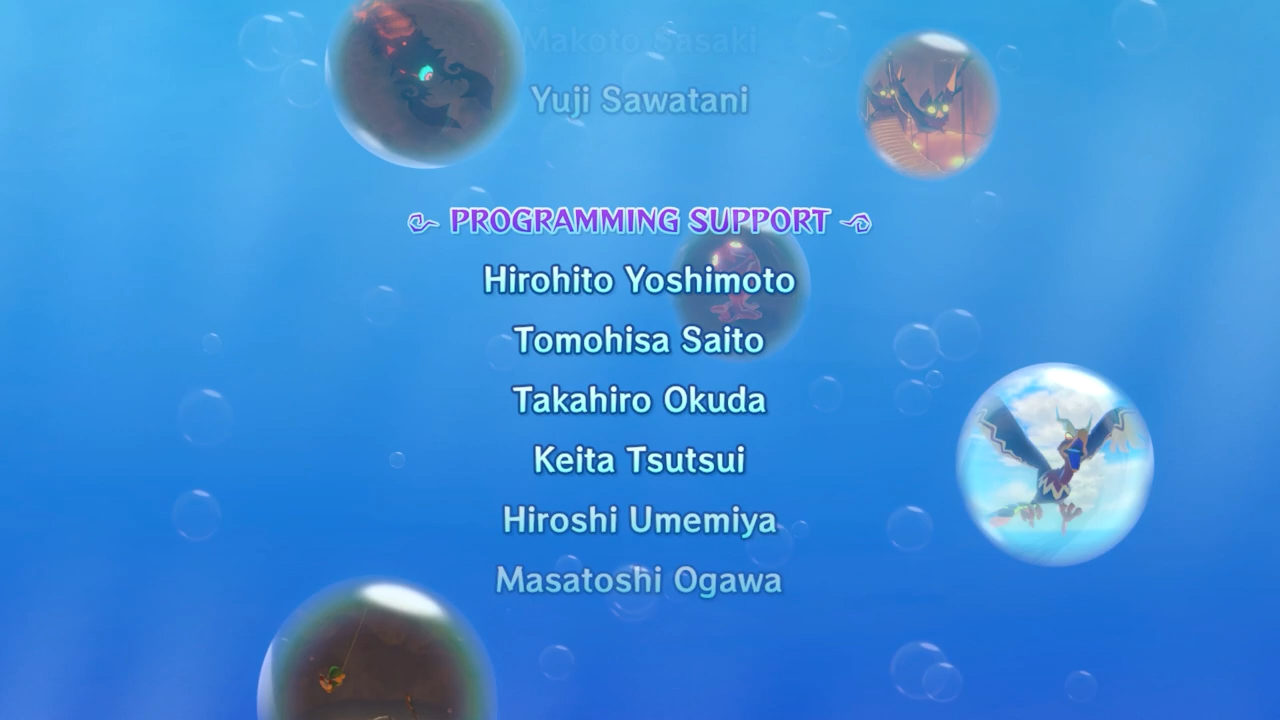 Makoto Sasaki
Yuji Sawatani
PROGRAMMING SUPPORT
Hirohito Yoshimoto
Tomohisa Saito
Takahiro Okuda
Keita Tsutsui
Hiroshi Umemiya
Masatoshi Ogawa